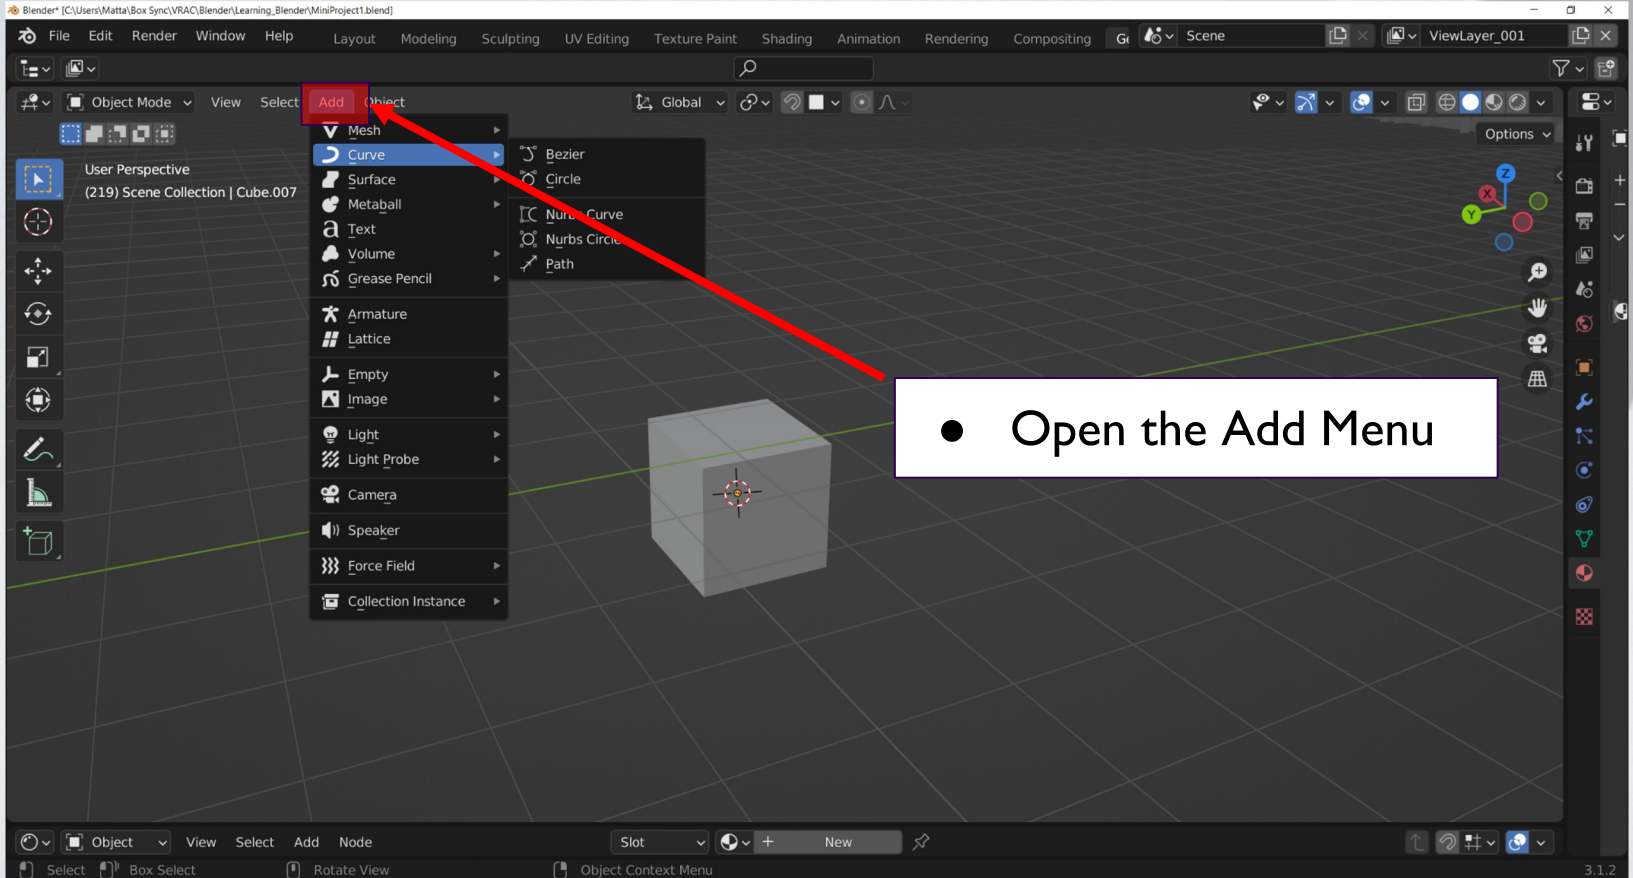 Blender* [C:\Users\Matta\Box Sync\VRAC\Blender\Learning_Blender\MiniProject1.blend]
File Edit Render Window Help Layout Modeling Sculpting UV Editing Texture Paint Shading Animation Rendering Compositing Ge Scene ViewLayer_001
Object Mode View Select Add Object Global
Options
Mesh
Curve
Surface
Metaball
Text
Volume
Grease Pencil
Armature
Lattice
Empty
Image
Light
Light Probe
Camera
Speaker
Force Field
Collection Instance
Bezier
Circle
Nurbs Curve
Nurbs Circle
Path
User Perspective
(219) Scene Collection | Cube.007
Z
X
Y
● Open the Add Menu
Object View Select Add Node Slot New
Select Box Select Rotate View Object Context Menu 3.1.2